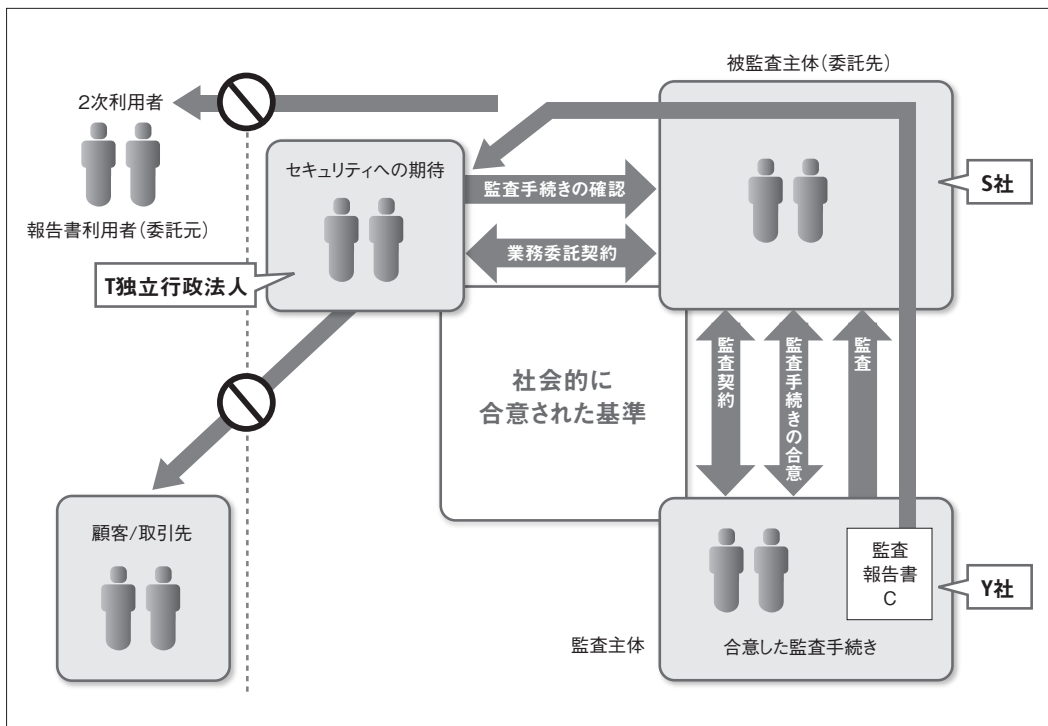 被監査主体(委託先)
2次利用者
セキュリティへの期待
監査手続きの確認
S社
報告書利用者(委託元)
業務委託契約
T独立行政法人
社会的に
合意された基準
監査契約
監査手続きの合意
監査
顧客/取引先
監査
報告書
C
Y社
監査主体
合意した監査手続き